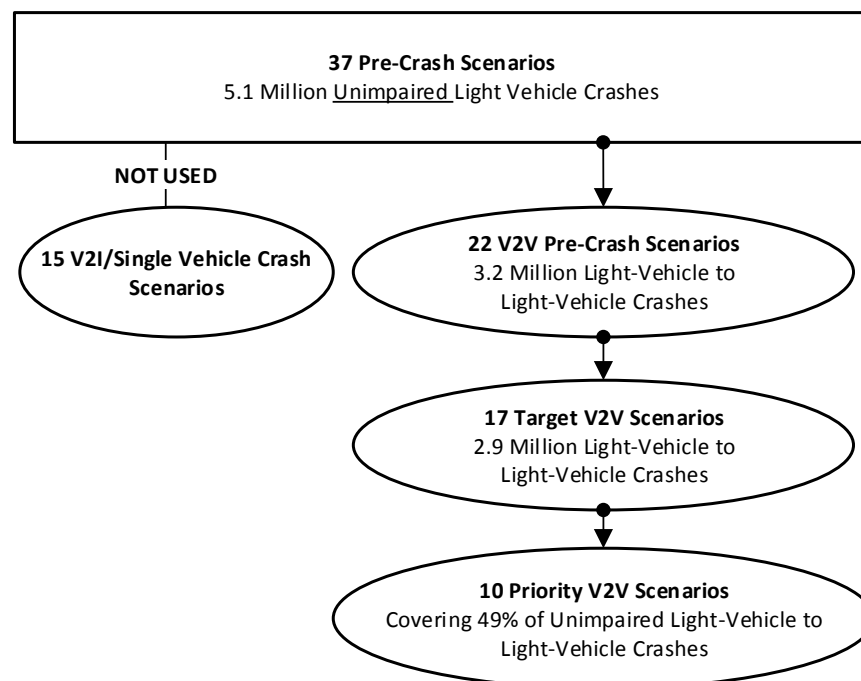 37 Pre-Crash Scenarios
5.1 Million Unimpaired Light Vehicle Crashes
NOT USED
15 V2I/Single Vehicle Crash
Scenarios
22 V2V Pre-Crash Scenarios
3.2 Million Light-Vehicle to
Light-Vehicle Crashes
17 Target V2V Scenarios
2.9 Million Light-Vehicle to
Light-Vehicle Crashes
10 Priority V2V Scenarios
Covering 49% of Unimpaired Light-Vehicle to
Light-Vehicle Crashes